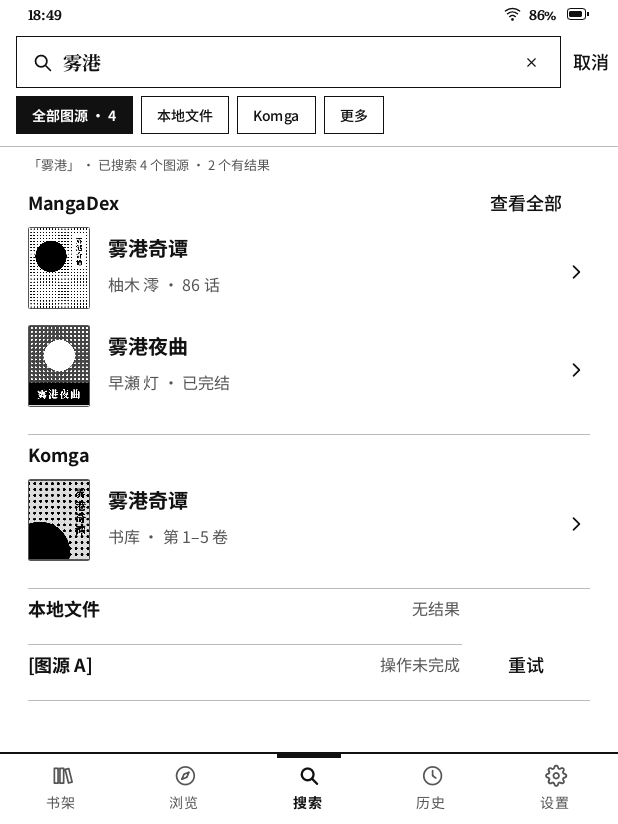 18:49
86%
雾港
取消
全部图源 · 4
本地文件
Komga
更多
「雾港」 · 已搜索 4 个图源 · 2 个有结果
MangaDex
查看全部
雾港奇谭
柚木 澪 · 86 话
雾港夜曲
早瀬 灯 · 已完结
雾港夜曲
Komga
雾港奇谭
书库 · 第 1–5 卷
本地文件
无结果
[图源 A]
操作未完成
重试
书架
浏览
搜索
历史
设置